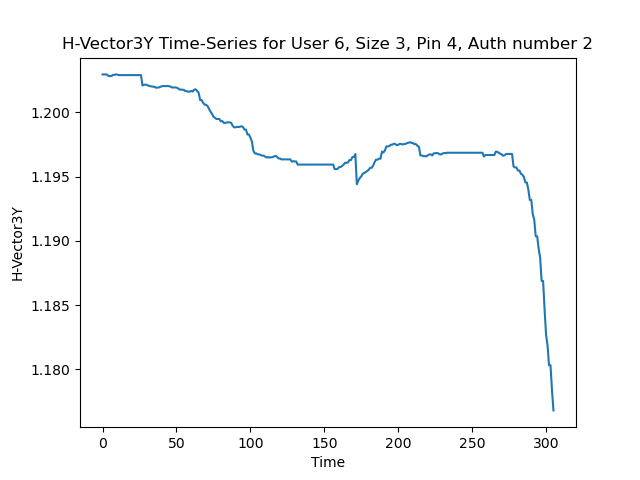 H-Vector3Y Time-Series for User 6, Size 3, Pin 4, Auth number 2
H-Vector3Y
1.200
1.195
1.190
1.185
1.180
0 50 100 150 200 250 300
Time